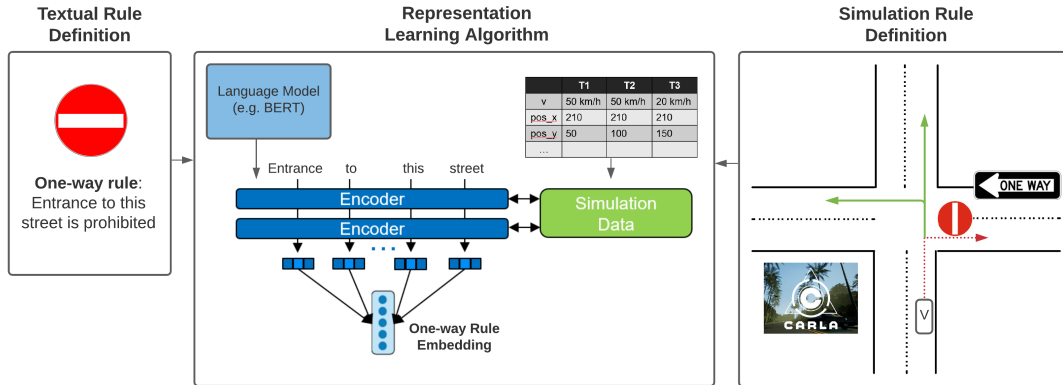 Textual Rule
Definition
One-way rule:
Entrance to this
street is prohibited
Representation
Learning Algorithm
Language Model
(e.g. BERT)
T1 T2 T3
v 50 km/h 50 km/h 20 km/h
pos_x 210 210 210
pos_y 50 100 150
...
Entrance to this street
Encoder
Encoder
Simulation
Data
...
One-way Rule
Embedding
Simulation Rule
Definition
ONE WAY
C
CARLA
V